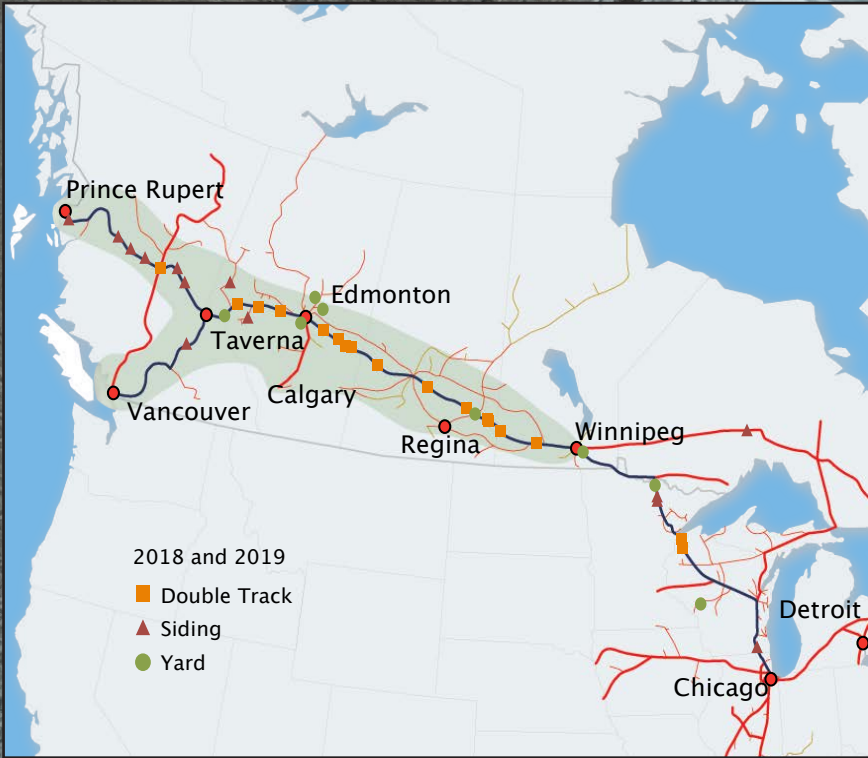 Prince Rupert
Edmonton
Taverna
Calgary
Vancouver
Regina
Winnipeg
2018 and 2019
Double Track
Siding
Yard
Detroit
Chicago